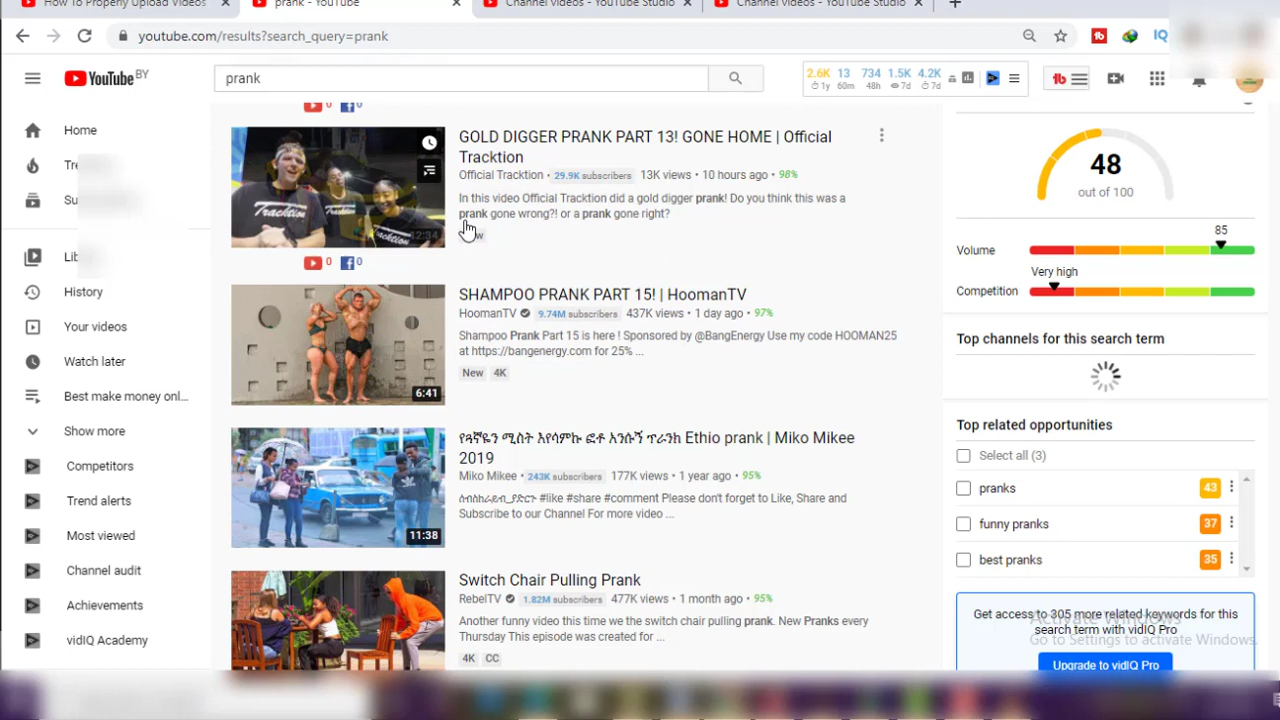 How To Properly Upload Videos
prank - YouTube
Channel videos - YouTube Studio
Channel videos - YouTube Studio
youtube.com/results?search_query=prank
YouTube BY
prank
2.6K 13 734 1.5K 4.2K
1y 60m 48h 7d 7d
Home
History
Your videos
Watch later
Best make money onl...
Show more
Competitors
Trend alerts
Most viewed
Channel audit
Achievements
vidIQ Academy
0 0
GOLD DIGGER PRANK PART 13! GONE HOME | Official
Tracktion
Official Tracktion • 29.9K subscribers 13K views • 10 hours ago • 98%
In this video Official Tracktion did a gold digger prank! Do you think this was a
prank gone wrong?! or a prank gone right?
Tracktion
12:34
0 0
SHAMPOO PRANK PART 15! | HoomanTV
HoomanTV 9.74M subscribers 437K views • 1 day ago • 97%
Shampoo Prank Part 15 is here ! Sponsored by @BangEnergy Use my code HOOMAN25
at https://bangenergy.com for 25% ...
New 4K
6:41
Miko Mikee • 243K subscribers 177K views • 1 year ago • 95%
Ethio prank | Miko Mikee
2019
#like #share #comment Please don't forget to Like, Share and
Subscribe to our Channel For more video ...
11:38
Switch Chair Pulling Prank
RebelTV 1.82M subscribers 477K views • 1 month ago • 95%
Another funny video this time we the switch chair pulling prank. New Pranks every
Thursday This episode was created for ...
4K CC
48
out of 100
85
Volume
Very high
Competition
Top channels for this search term
Top related opportunities
Select all (3)
pranks 43
funny pranks 37
best pranks 35
Get access to 305 more related keywords for this
search term with vidIQ Pro
Upgrade to vidIQ Pro
Activate Windows
Go to Settings to activate Windows.